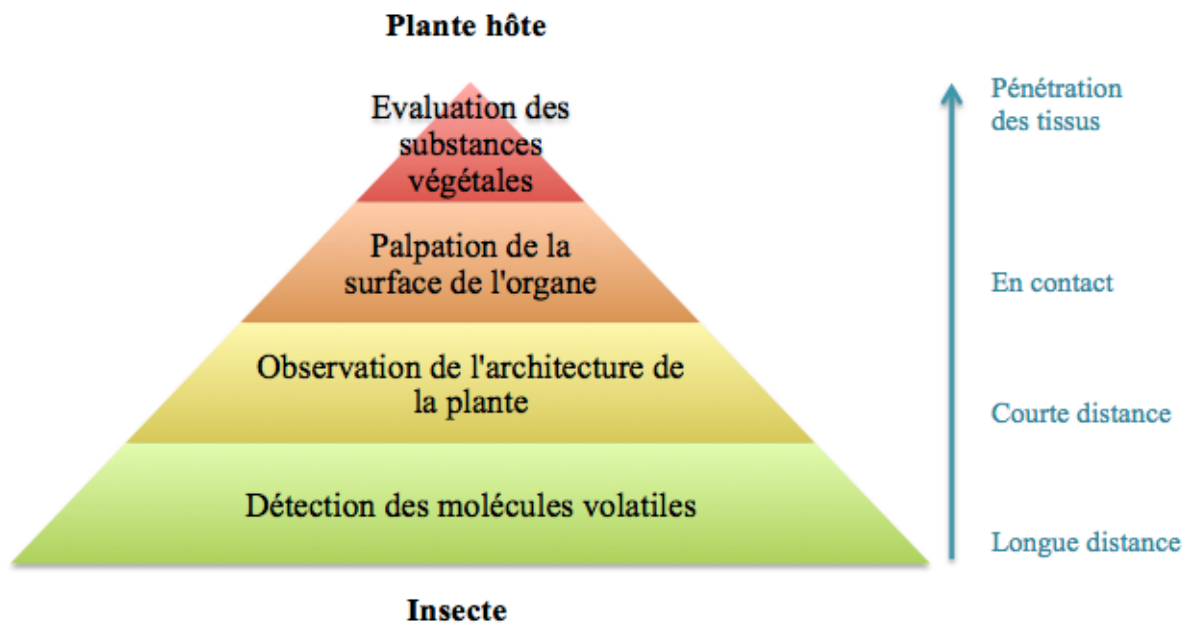 Plante hôte
Evaluation des
substances
végétales
Palpation de la
surface de l'organe
Observation de l'architecture de
la plante
Détection des molécules volatiles
Insecte
Pénétration
des tissus
En contact
Courte distance
Longue distance